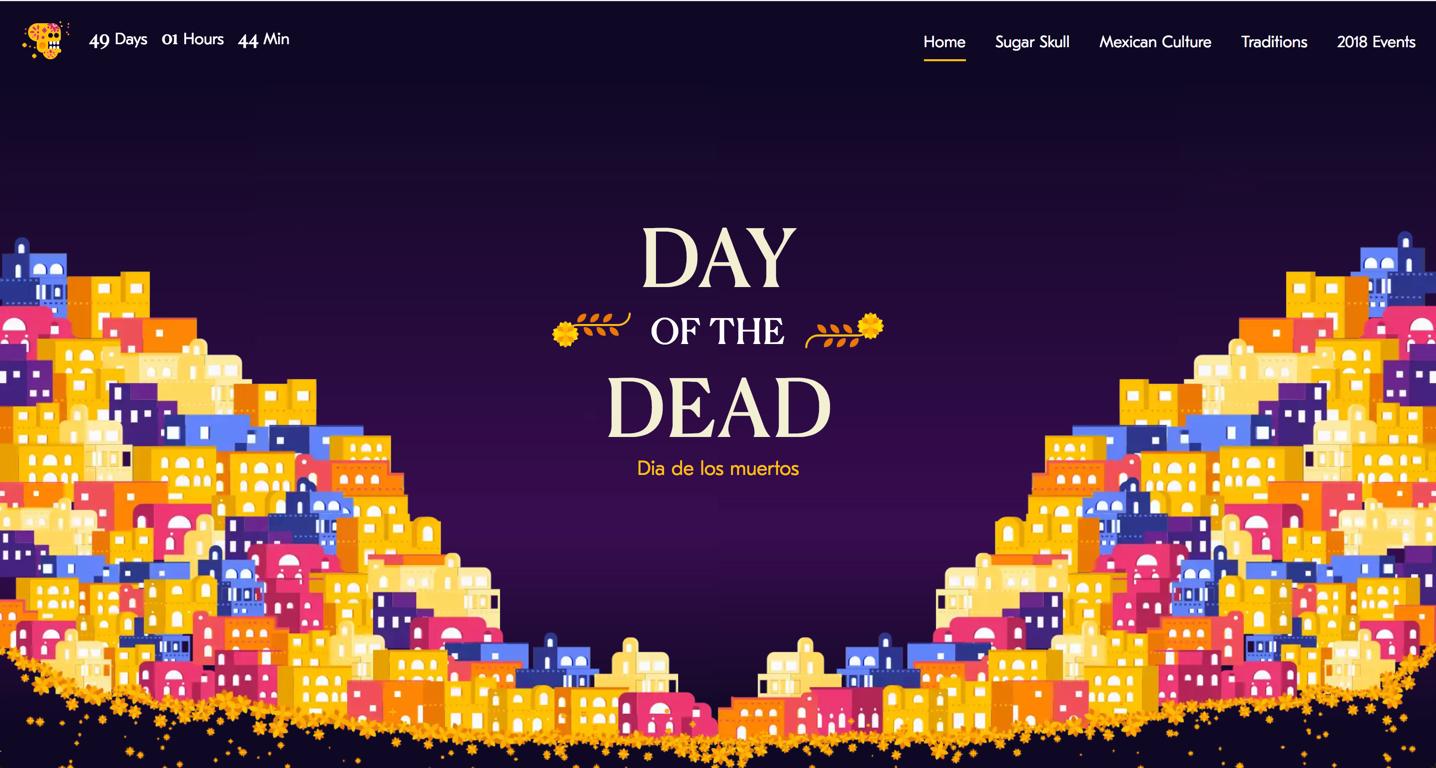 49 Days 01 Hours 44 Min
Home Sugar Skull Mexican Culture Traditions 2018 Events
DAY
OF THE
DEAD
Dia de los muertos